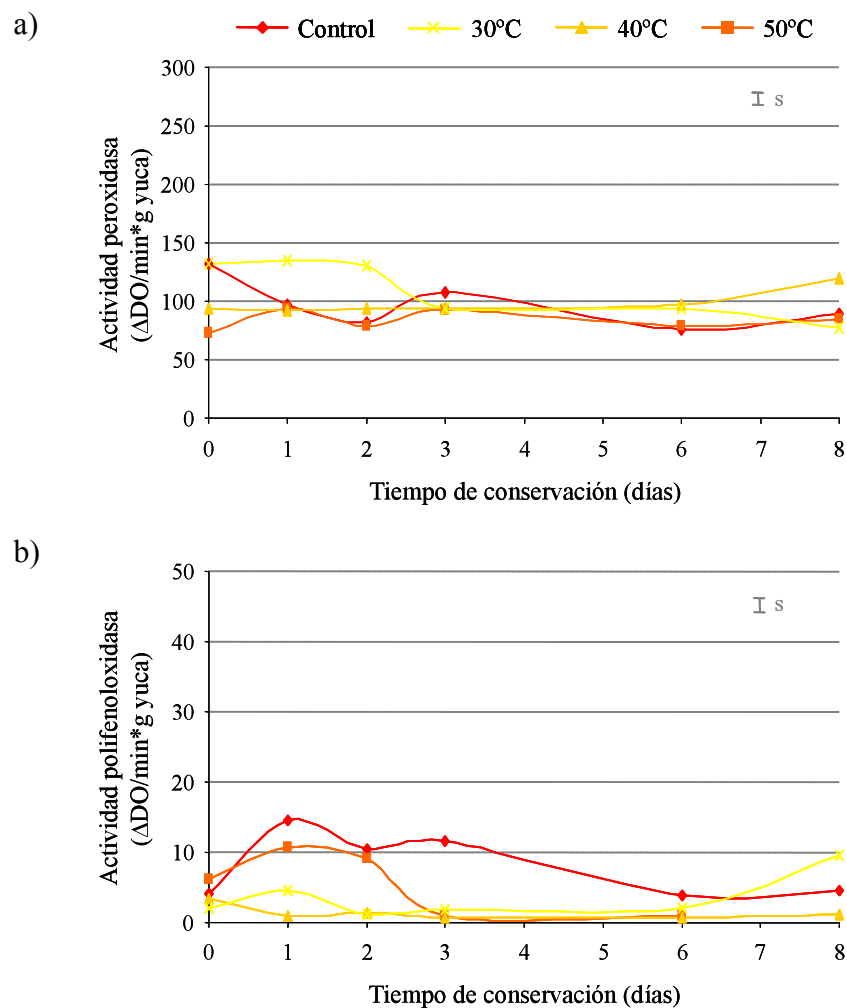 a)
Control 30ºC 40ºC 50ºC
300
250
200
150
100
50
0
s
Actividad peroxidasa
(ΔDO/min*g yuca)
0 1 2 3 4 5 6 7 8
Tiempo de conservación (días)
b)
50
40
30
20
10
0
s
Actividad polifenoloxidasa
(ΔDO/min*g yuca)
0 1 2 3 4 5 6 7 8
Tiempo de conservación (días)